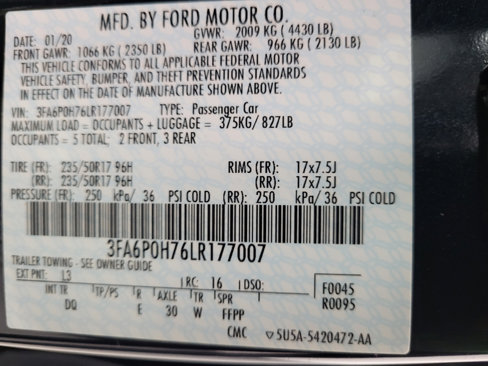 MFD. BY FORD MOTOR CO.
DATE: 01/20 GVWR: 2009 KG ( 4430 LB)
FRONT GAWR: 1066 KG ( 2350 LB) REAR GAWR: 966 KG ( 2130 LB)
THIS VEHICLE CONFORMS TO ALL APPLICABLE FEDERAL MOTOR
VEHICLE SAFETY, BUMPER, AND THEFT PREVENTION STANDARDS
IN EFFECT ON THE DATE OF MANUFACTURE SHOWN ABOVE.
VIN: 3FA6P0H76LR177007 TYPE: Passenger Car
MAXIMUM LOAD = OCCUPANTS + LUGGAGE = 375KG/ 827LB
OCCUPANTS = 5 TOTAL; 2 FRONT, 3 REAR
TIRE (FR): 235/50R17 96H RIMS (FR): 17x7.5J
(RR): 235/50R17 96H (RR): 17x7.5J
PRESSURE (FR): 250 kPa/ 36 PSI COLD (RR): 250 kPa/ 36 PSI COLD
3FA6P0H76LR177007
TRAILER TOWING - SEE OWNER GUIDE
EXT PNT: L3 RC: 16 DSO: F0045
INT TR TP/PS R AXLE TR SPR R0095
DQ E 30 W FFPP
CMC 5U5A-5420472-AA